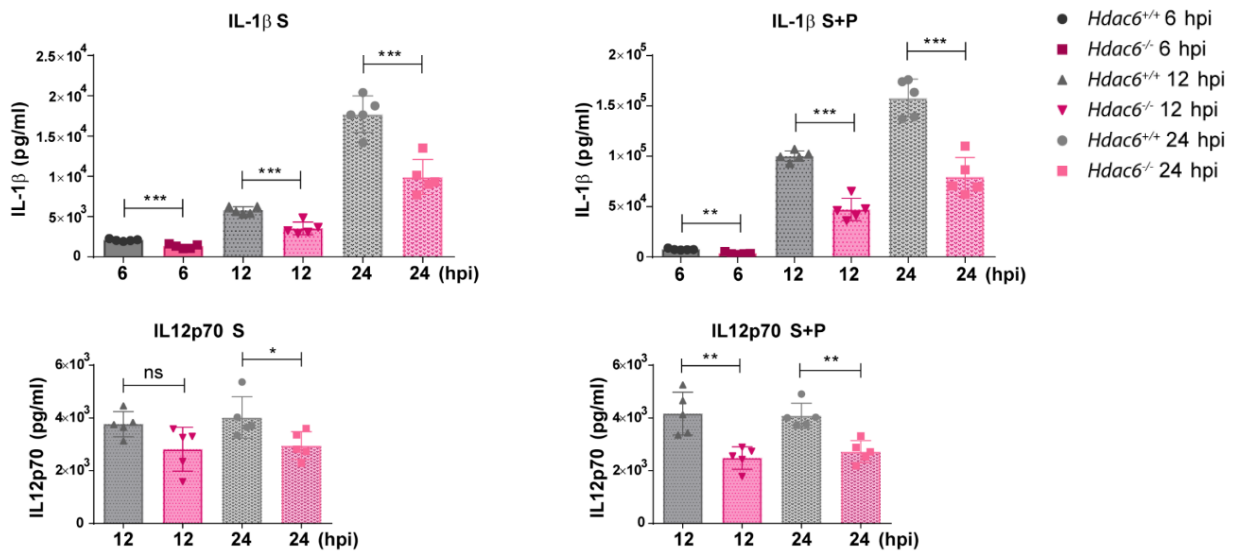 IL-1β S
IL-1β (pg/ml)
2.5×10⁴
2×10⁴
1.5×10⁴
1×10⁴
5×10³
0
***
***
***
6 6 12 12 24 24 (hpi)
IL-1β S+P
IL-1β (pg/ml)
2×10⁵
1.5×10⁵
1×10⁵
5×10⁴
0
**
***
***
6 6 12 12 24 24 (hpi)
Hdac6⁺/⁺ 6 hpi
Hdac6⁻/⁻ 6 hpi
Hdac6⁺/⁺ 12 hpi
Hdac6⁻/⁻ 12 hpi
Hdac6⁺/⁺ 24 hpi
Hdac6⁻/⁻ 24 hpi
IL12p70 S
IL12p70 (pg/ml)
6×10³
4×10³
2×10³
0
ns
*
12 12 24 24 (hpi)
IL12p70 S+P
IL12p70 (pg/ml)
6×10³
4×10³
2×10³
0
**
**
12 12 24 24 (hpi)